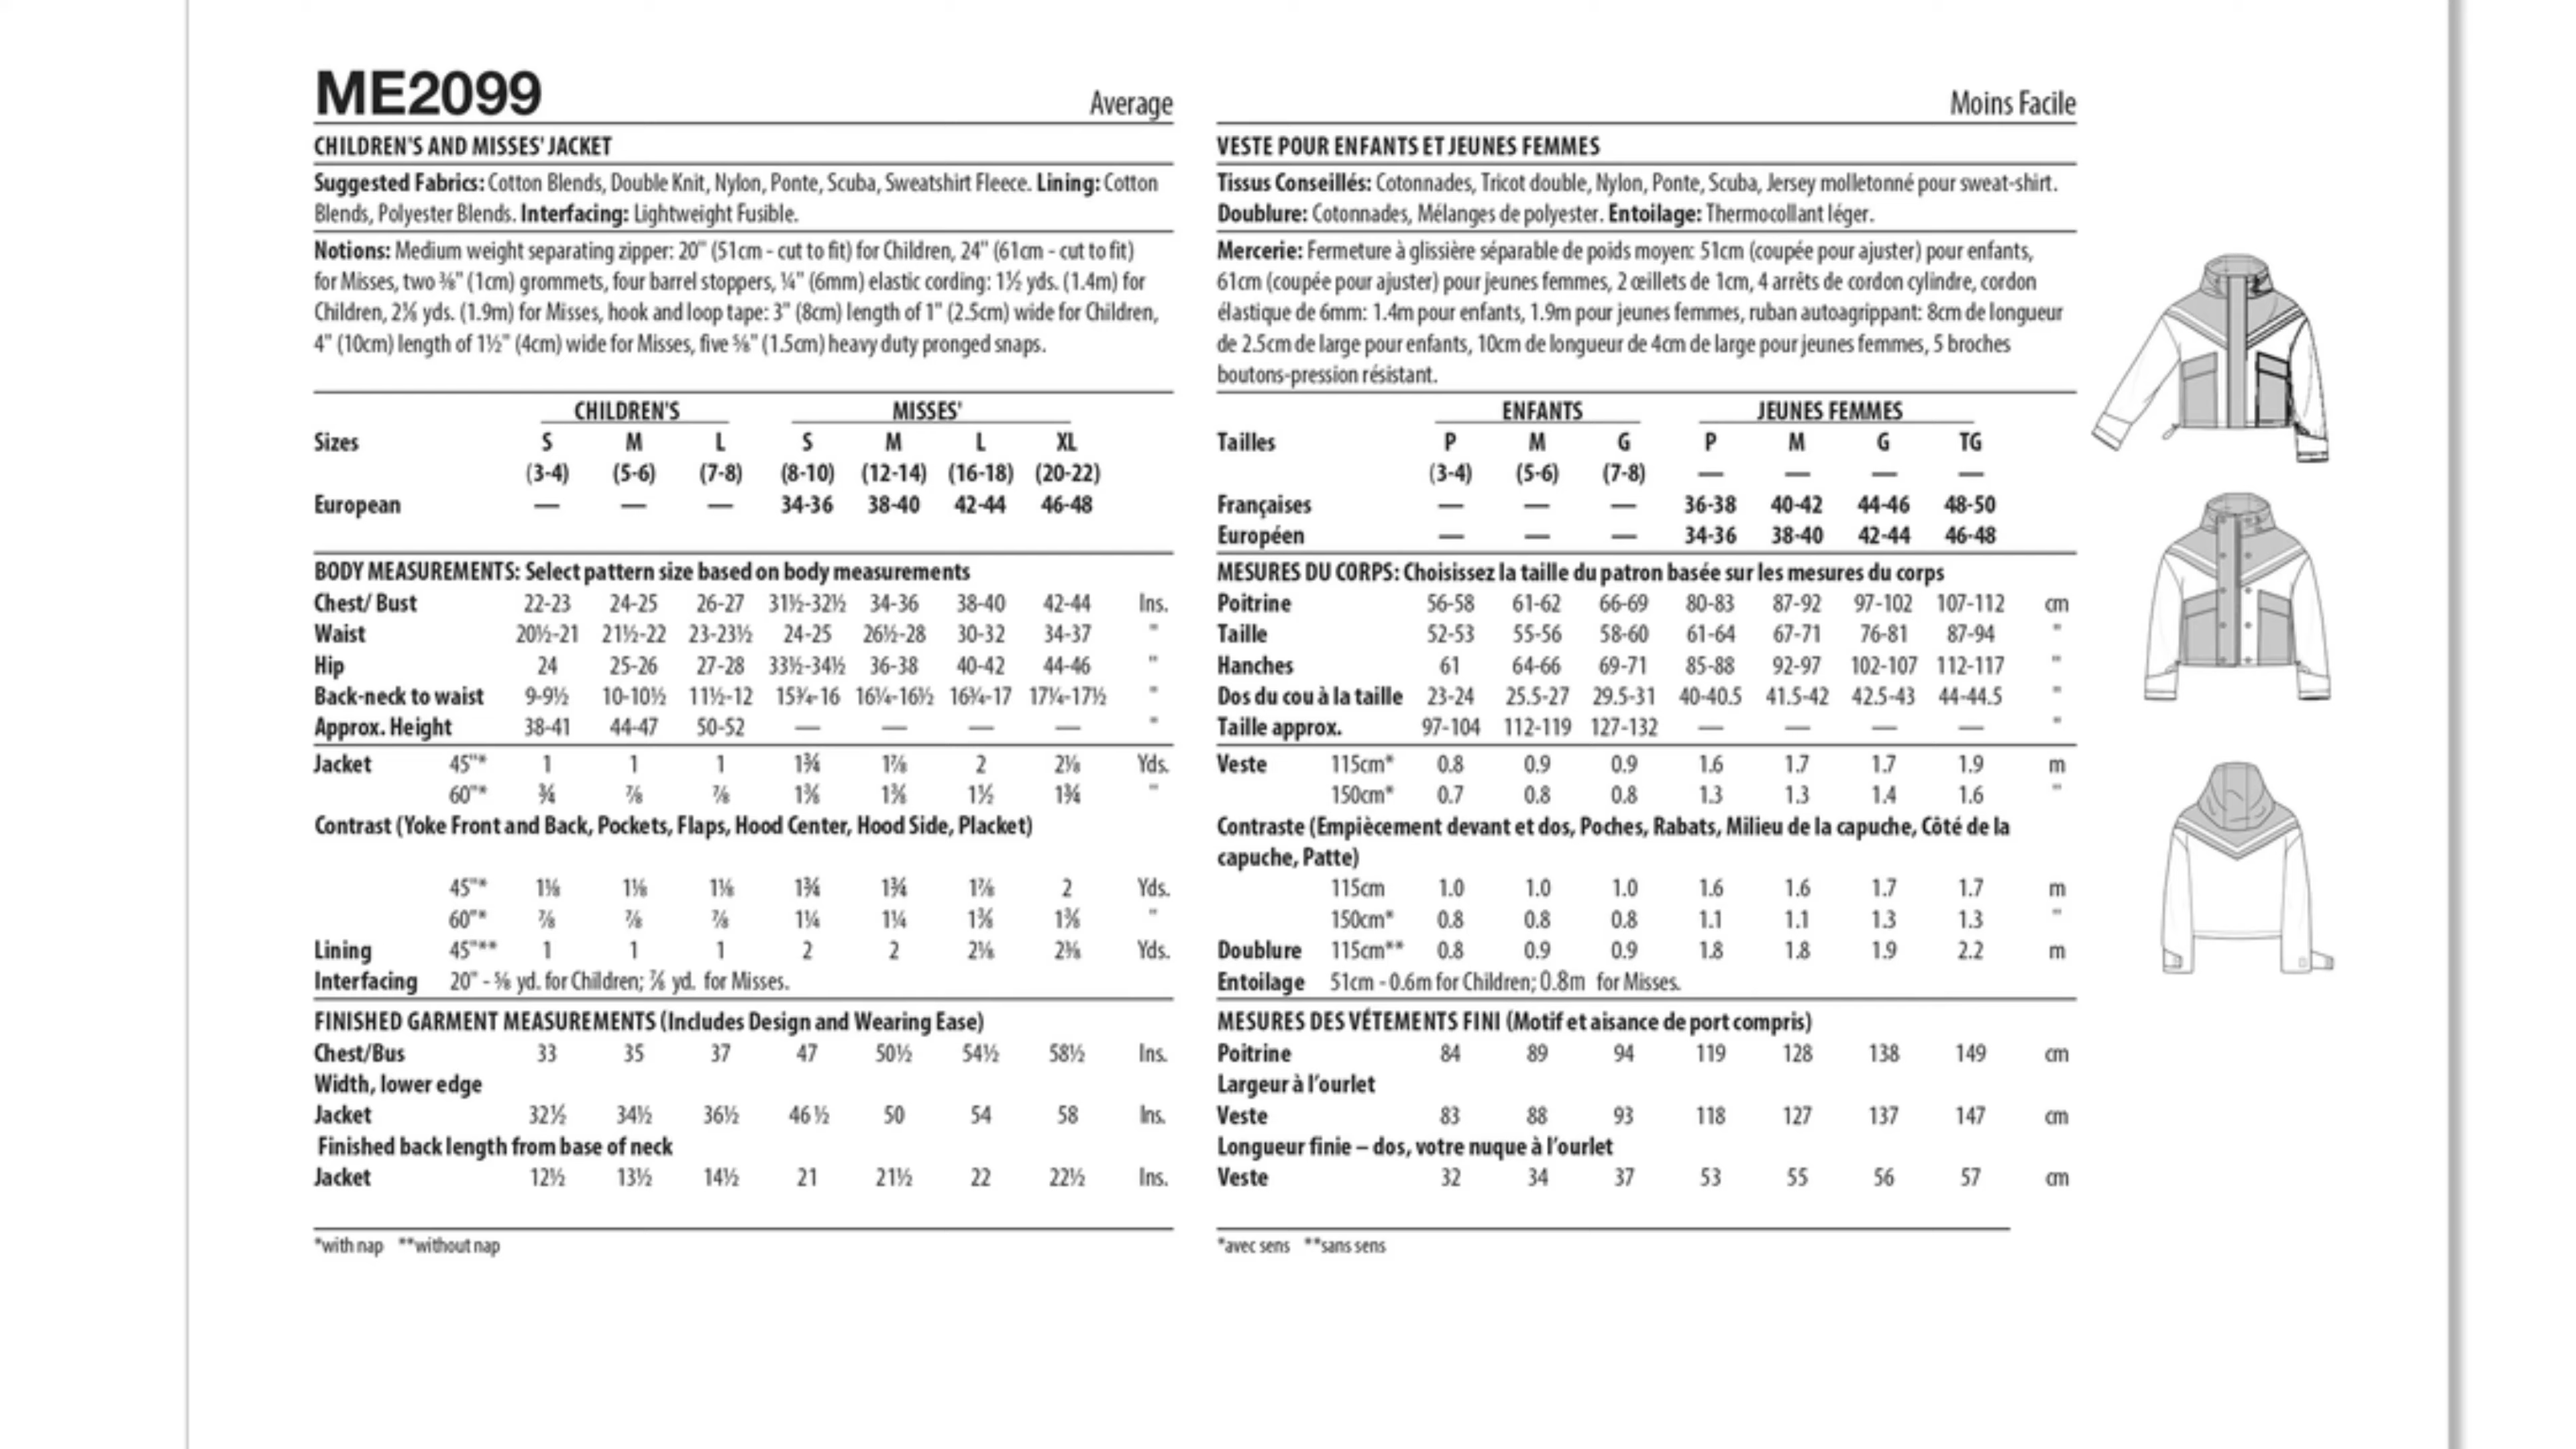 ME2099 Average
CHILDREN'S AND MISSES' JACKET
Suggested Fabrics: Cotton Blends, Double Knit, Nylon, Ponte, Scuba, Sweatshirt Fleece. Lining: Cotton
Blends, Polyester Blends. Interfacing: Lightweight Fusible.
Notions: Medium weight separating zipper: 20" (51cm - cut to fit) for Children, 24" (61cm - cut to fit)
for Misses, two ⅜" (1cm) grommets, four barrel stoppers, ¼" (6mm) elastic cording: 1½ yds. (1.4m) for
Children, 2⅛ yds. (1.9m) for Misses, hook and loop tape: 3" (8cm) length of 1" (2.5cm) wide for Children,
4" (10cm) length of 1½" (4cm) wide for Misses, five ⅝" (1.5cm) heavy duty pronged snaps.
CHILDREN'S MISSES'
Sizes S M L S M L XL
(3-4) (5-6) (7-8) (8-10) (12-14) (16-18) (20-22)
European — — — 34-36 38-40 42-44 46-48
BODY MEASUREMENTS: Select pattern size based on body measurements
Chest/ Bust 22-23 24-25 26-27 31½-32½ 34-36 38-40 42-44 Ins.
Waist 20½-21 21½-22 23-23½ 24-25 26½-28 30-32 34-37 "
Hip 24 25-26 27-28 33½-34½ 36-38 40-42 44-46 "
Back-neck to waist 9-9½ 10-10½ 11½-12 15¾-16 16¼-16½ 16¾-17 17¼-17½ "
Approx. Height 38-41 44-47 50-52 — — — — "
Jacket 45"* 1 1 1 1¾ 1⅞ 2 2⅛ Yds.
60"* ¾ ⅞ ⅞ 1⅜ 1⅜ 1½ 1¾ "
Contrast (Yoke Front and Back, Pockets, Flaps, Hood Center, Hood Side, Placket)
45"* 1⅛ 1⅛ 1⅛ 1¾ 1¾ 1⅞ 2 Yds.
60"* ⅞ ⅞ ⅞ 1¼ 1¼ 1⅜ 1⅜ "
Lining 45"** 1 1 1 2 2 2⅛ 2⅜ Yds.
Interfacing 20" - ⅝ yd. for Children; ⅞ yd. for Misses.
FINISHED GARMENT MEASUREMENTS (Includes Design and Wearing Ease)
Chest/Bus 33 35 37 47 50½ 54½ 58½ Ins.
Width, lower edge
Jacket 32½ 34½ 36½ 46 ½ 50 54 58 Ins.
Finished back length from base of neck
Jacket 12½ 13½ 14½ 21 21½ 22 22½ Ins.
*with nap **without nap
Moins Facile
VESTE POUR ENFANTS ET JEUNES FEMMES
Tissus Conseillés: Cotonnades, Tricot double, Nylon, Ponte, Scuba, Jersey molletonné pour sweat-shirt.
Doublure: Cotonnades, Mélanges de polyester. Entoilage: Thermocollant léger.
Mercerie: Fermeture à glissière séparable de poids moyen: 51cm (coupée pour ajuster) pour enfants,
61cm (coupée pour ajuster) pour jeunes femmes, 2 œillets de 1cm, 4 arrêts de cordon cylindre, cordon
élastique de 6mm: 1.4m pour enfants, 1.9m pour jeunes femmes, ruban autoagrippant: 8cm de longueur
de 2.5cm de large pour enfants, 10cm de longueur de 4cm de large pour jeunes femmes, 5 broches
boutons-pression résistant.
ENFANTS JEUNES FEMMES
Tailles P M G P M G TG
(3-4) (5-6) (7-8) — — — —
Françaises — — — 36-38 40-42 44-46 48-50
Européen — — — 34-36 38-40 42-44 46-48
MESURES DU CORPS: Choisissez la taille du patron basée sur les mesures du corps
Poitrine 56-58 61-62 66-69 80-83 87-92 97-102 107-112 cm
Taille 52-53 55-56 58-60 61-64 67-71 76-81 87-94 "
Hanches 61 64-66 69-71 85-88 92-97 102-107 112-117 "
Dos du cou à la taille 23-24 25.5-27 29.5-31 40-40.5 41.5-42 42.5-43 44-44.5 "
Taille approx. 97-104 112-119 127-132 — — — — "
Veste 115cm* 0.8 0.9 0.9 1.6 1.7 1.7 1.9 m
150cm* 0.7 0.8 0.8 1.3 1.3 1.4 1.6 "
Contraste (Empiècement devant et dos, Poches, Rabats, Milieu de la capuche, Côté de la
capuche, Patte)
115cm 1.0 1.0 1.0 1.6 1.6 1.7 1.7 m
150cm* 0.8 0.8 0.8 1.1 1.1 1.3 1.3 "
Doublure 115cm** 0.8 0.9 0.9 1.8 1.8 1.9 2.2 m
Entoilage 51cm - 0.6m for Children; 0.8m for Misses.
MESURES DES VÉTEMENTS FINI (Motif et aisance de port compris)
Poitrine 84 89 94 119 128 138 149 cm
Largeur à l'ourlet
Veste 83 88 93 118 127 137 147 cm
Longueur finie – dos, votre nuque à l'ourlet
Veste 32 34 37 53 55 56 57 cm
*avec sens **sans sens